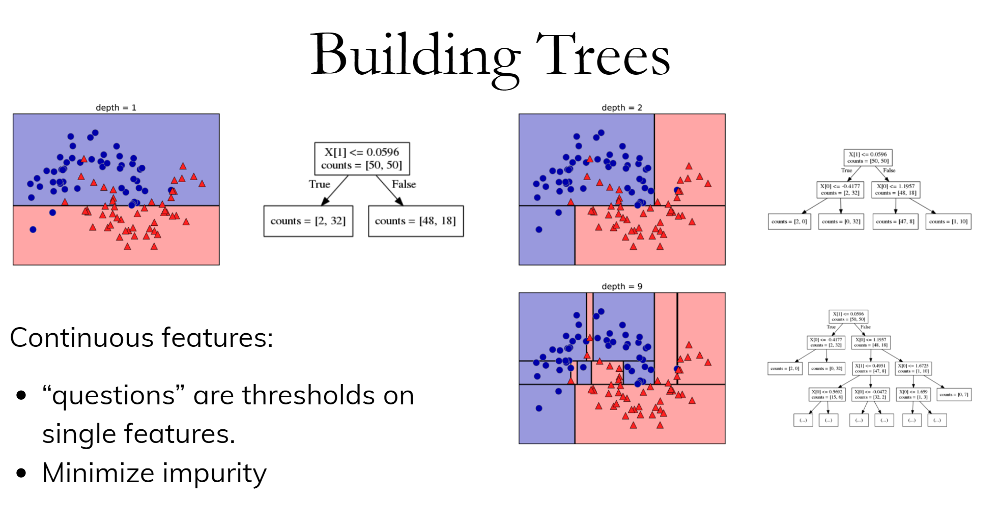 Building Trees
depth = 1
X[1] <= 0.0596
counts = [50, 50]
True
False
counts = [2, 32]
counts = [48, 18]
depth = 2
X[1] <= 0.0596
counts = [50, 50]
True
False
X[0] <= -0.4177
counts = [2, 32]
X[0] <= 1.1957
counts = [48, 18]
counts = [2, 0]
counts = [0, 32]
counts = [47, 8]
counts = [1, 10]
Continuous features:
• “questions” are thresholds on
single features.
• Minimize impurity
depth = 9
X[1] <= 0.0596
counts = [50, 50]
True
False
X[0] <= -0.4177
counts = [2, 32]
X[0] <= 1.1957
counts = [48, 18]
counts = [2, 0]
counts = [0, 32]
X[1] <= 0.4951
counts = [47, 8]
X[0] <= 1.6725
counts = [1, 10]
X[0] <= 0.5692
counts = [15, 6]
X[0] <= -0.0472
counts = [32, 2]
X[0] <= 1.659
counts = [1, 3]
counts = [0, 7]
(...)
(...)
(...)
(...)
(...)
(...)